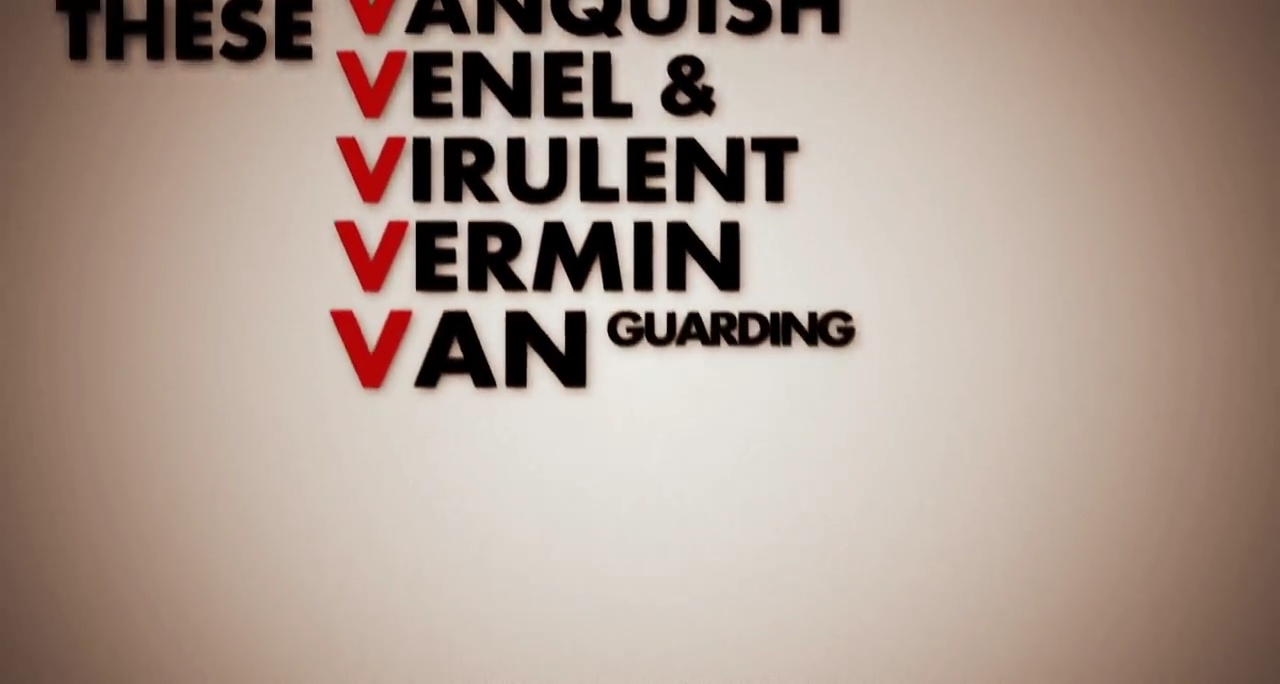 THESE VANQUISH
VENEL &
VIRULENT
VERMIN
VAN GUARDING